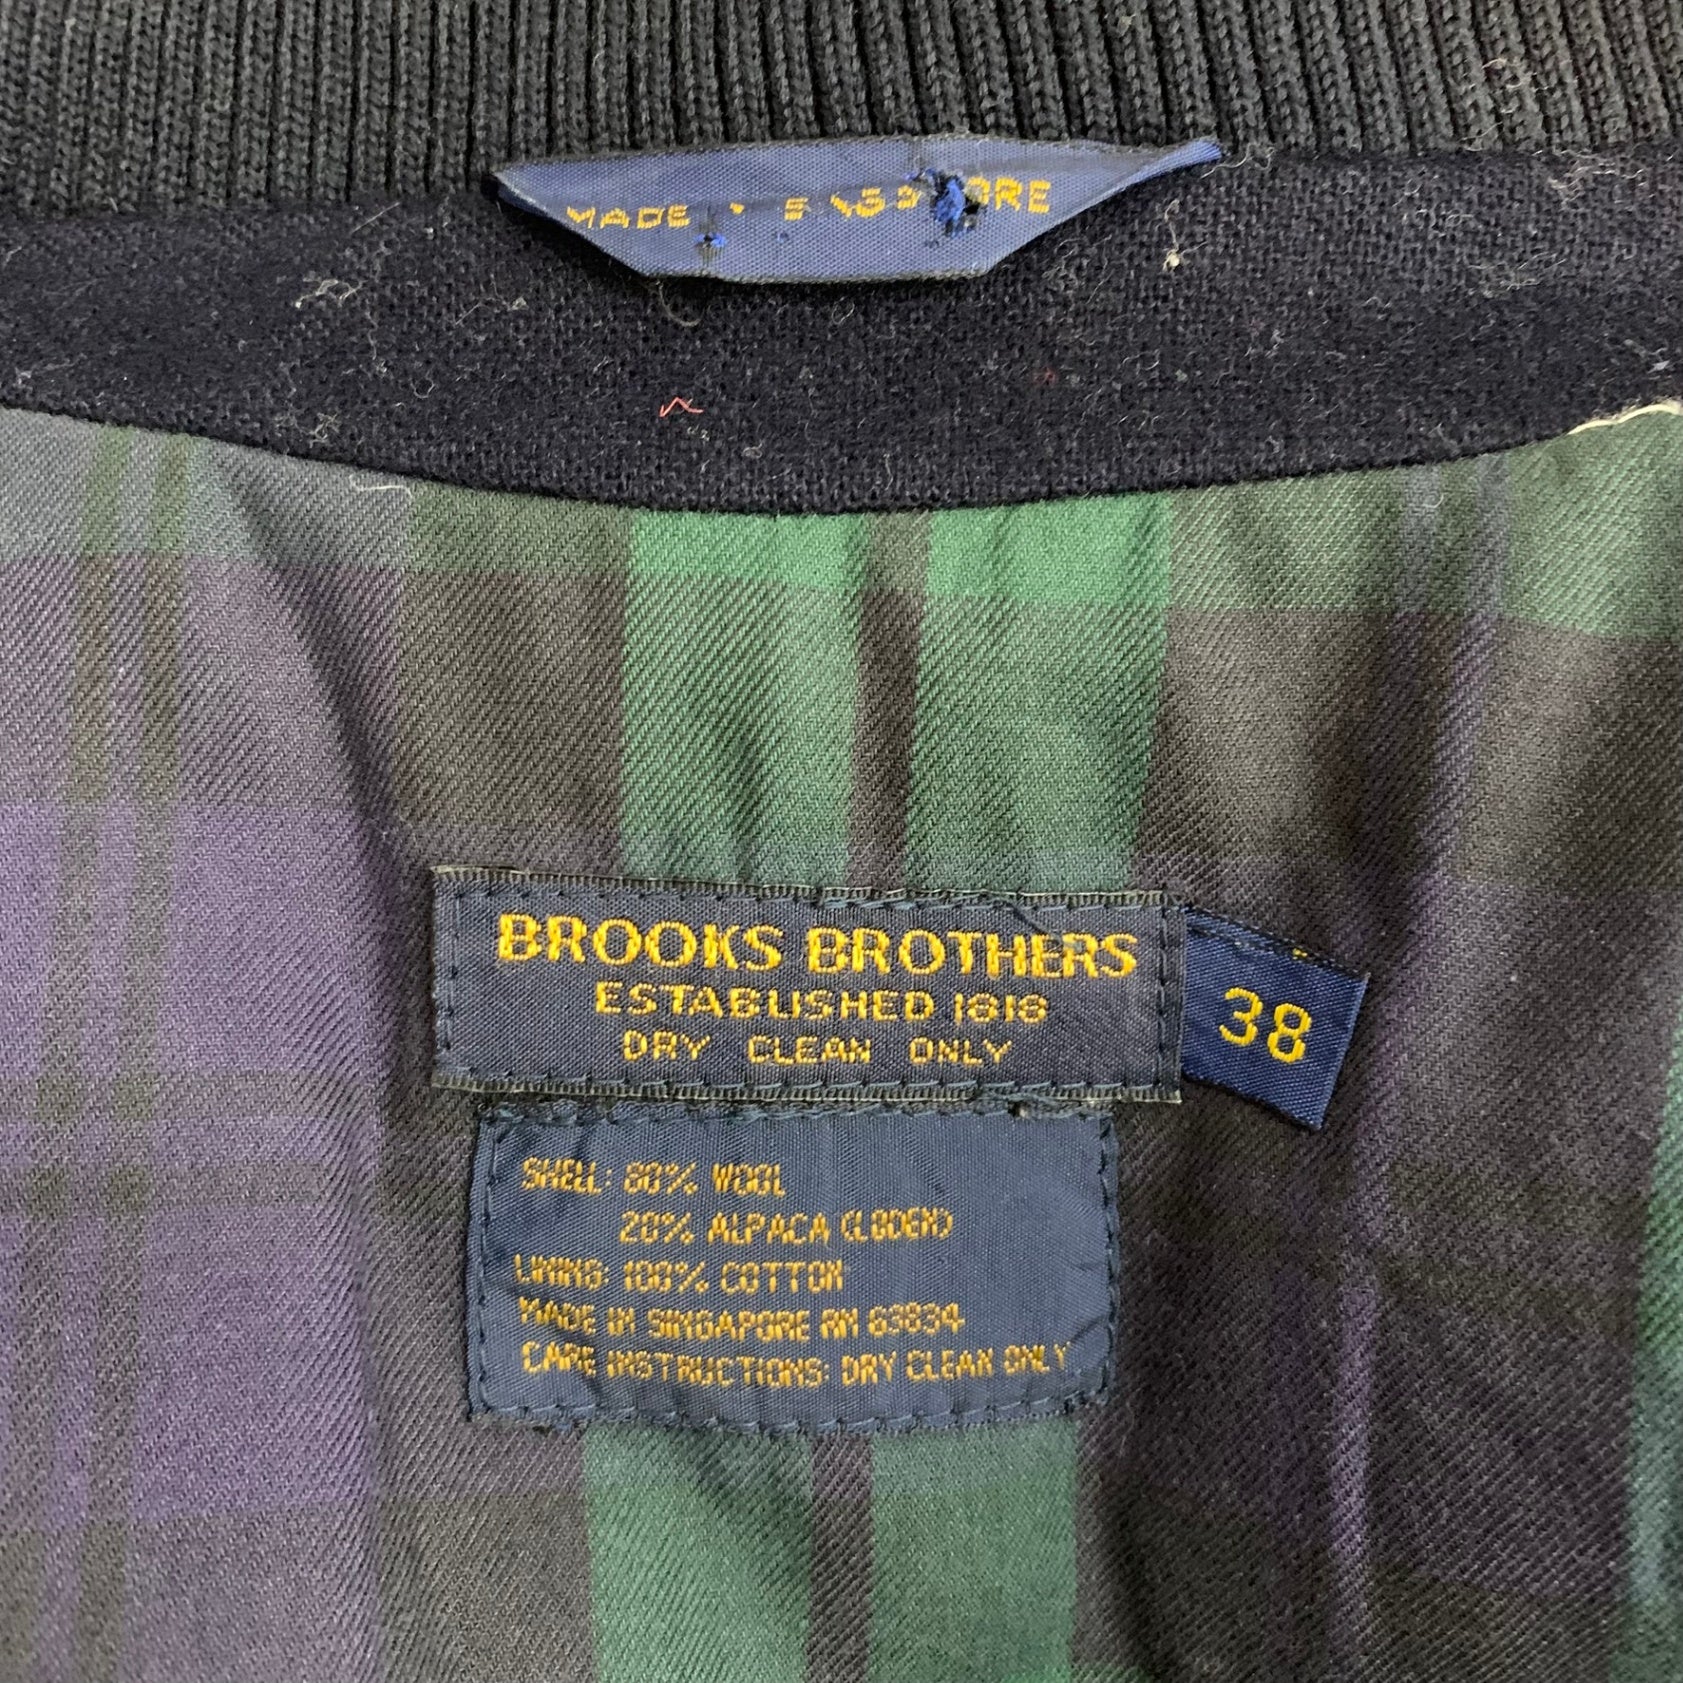 MADE
BROOKS BROTHERS
ESTABLISHED 1818
DRY CLEAN ONLY
38
SHELL: 80% WOOL
20% ALPACA (LODEN)
LINING: 100% COTTON
MADE IN SINGAPORE RN 63834
CARE INSTRUCTIONS: DRY CLEAN ONLY